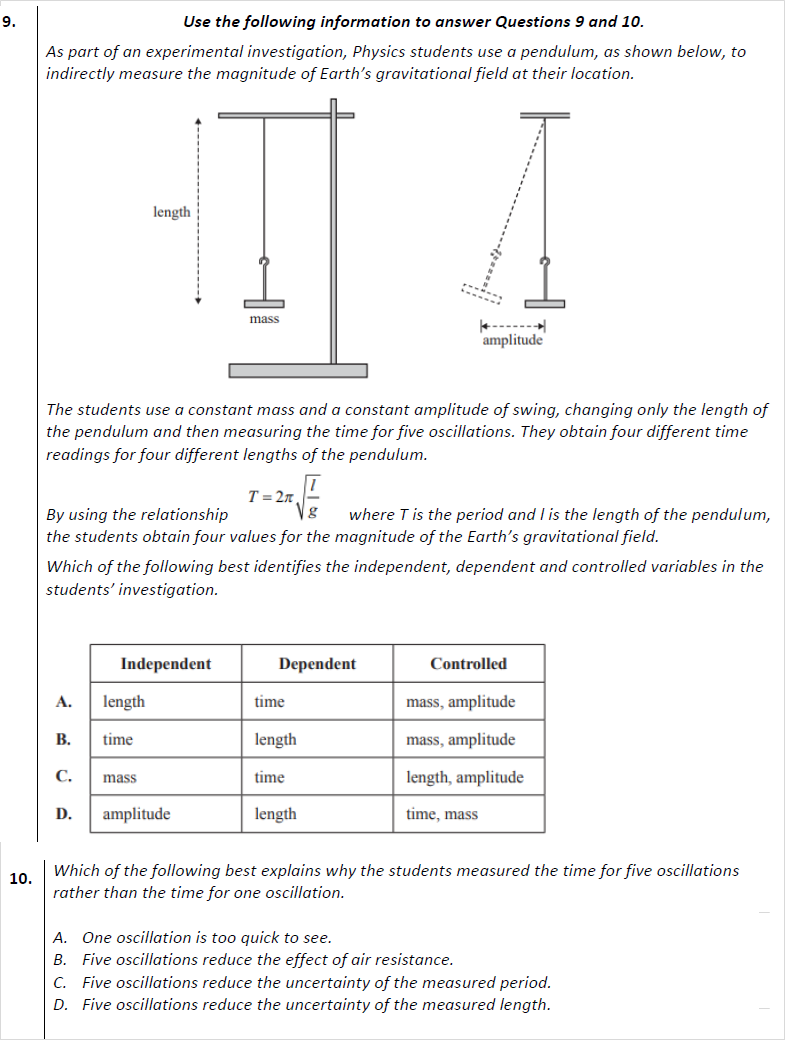 9.
Use the following information to answer Questions 9 and 10.
As part of an experimental investigation, Physics students use a pendulum, as shown below, to
indirectly measure the magnitude of Earth's gravitational field at their location.
length
mass
amplitude
The students use a constant mass and a constant amplitude of swing, changing only the length of
the pendulum and then measuring the time for five oscillations. They obtain four different time
readings for four different lengths of the pendulum.
By using the relationship T = 2π√(l/g) where T is the period and l is the length of the pendulum,
the students obtain four values for the magnitude of the Earth's gravitational field.
Which of the following best identifies the independent, dependent and controlled variables in the
students' investigation.
Independent Dependent Controlled
A. length time mass, amplitude
B. time length mass, amplitude
C. mass time length, amplitude
D. amplitude length time, mass
10.
Which of the following best explains why the students measured the time for five oscillations
rather than the time for one oscillation.
A. One oscillation is too quick to see.
B. Five oscillations reduce the effect of air resistance.
C. Five oscillations reduce the uncertainty of the measured period.
D. Five oscillations reduce the uncertainty of the measured length.